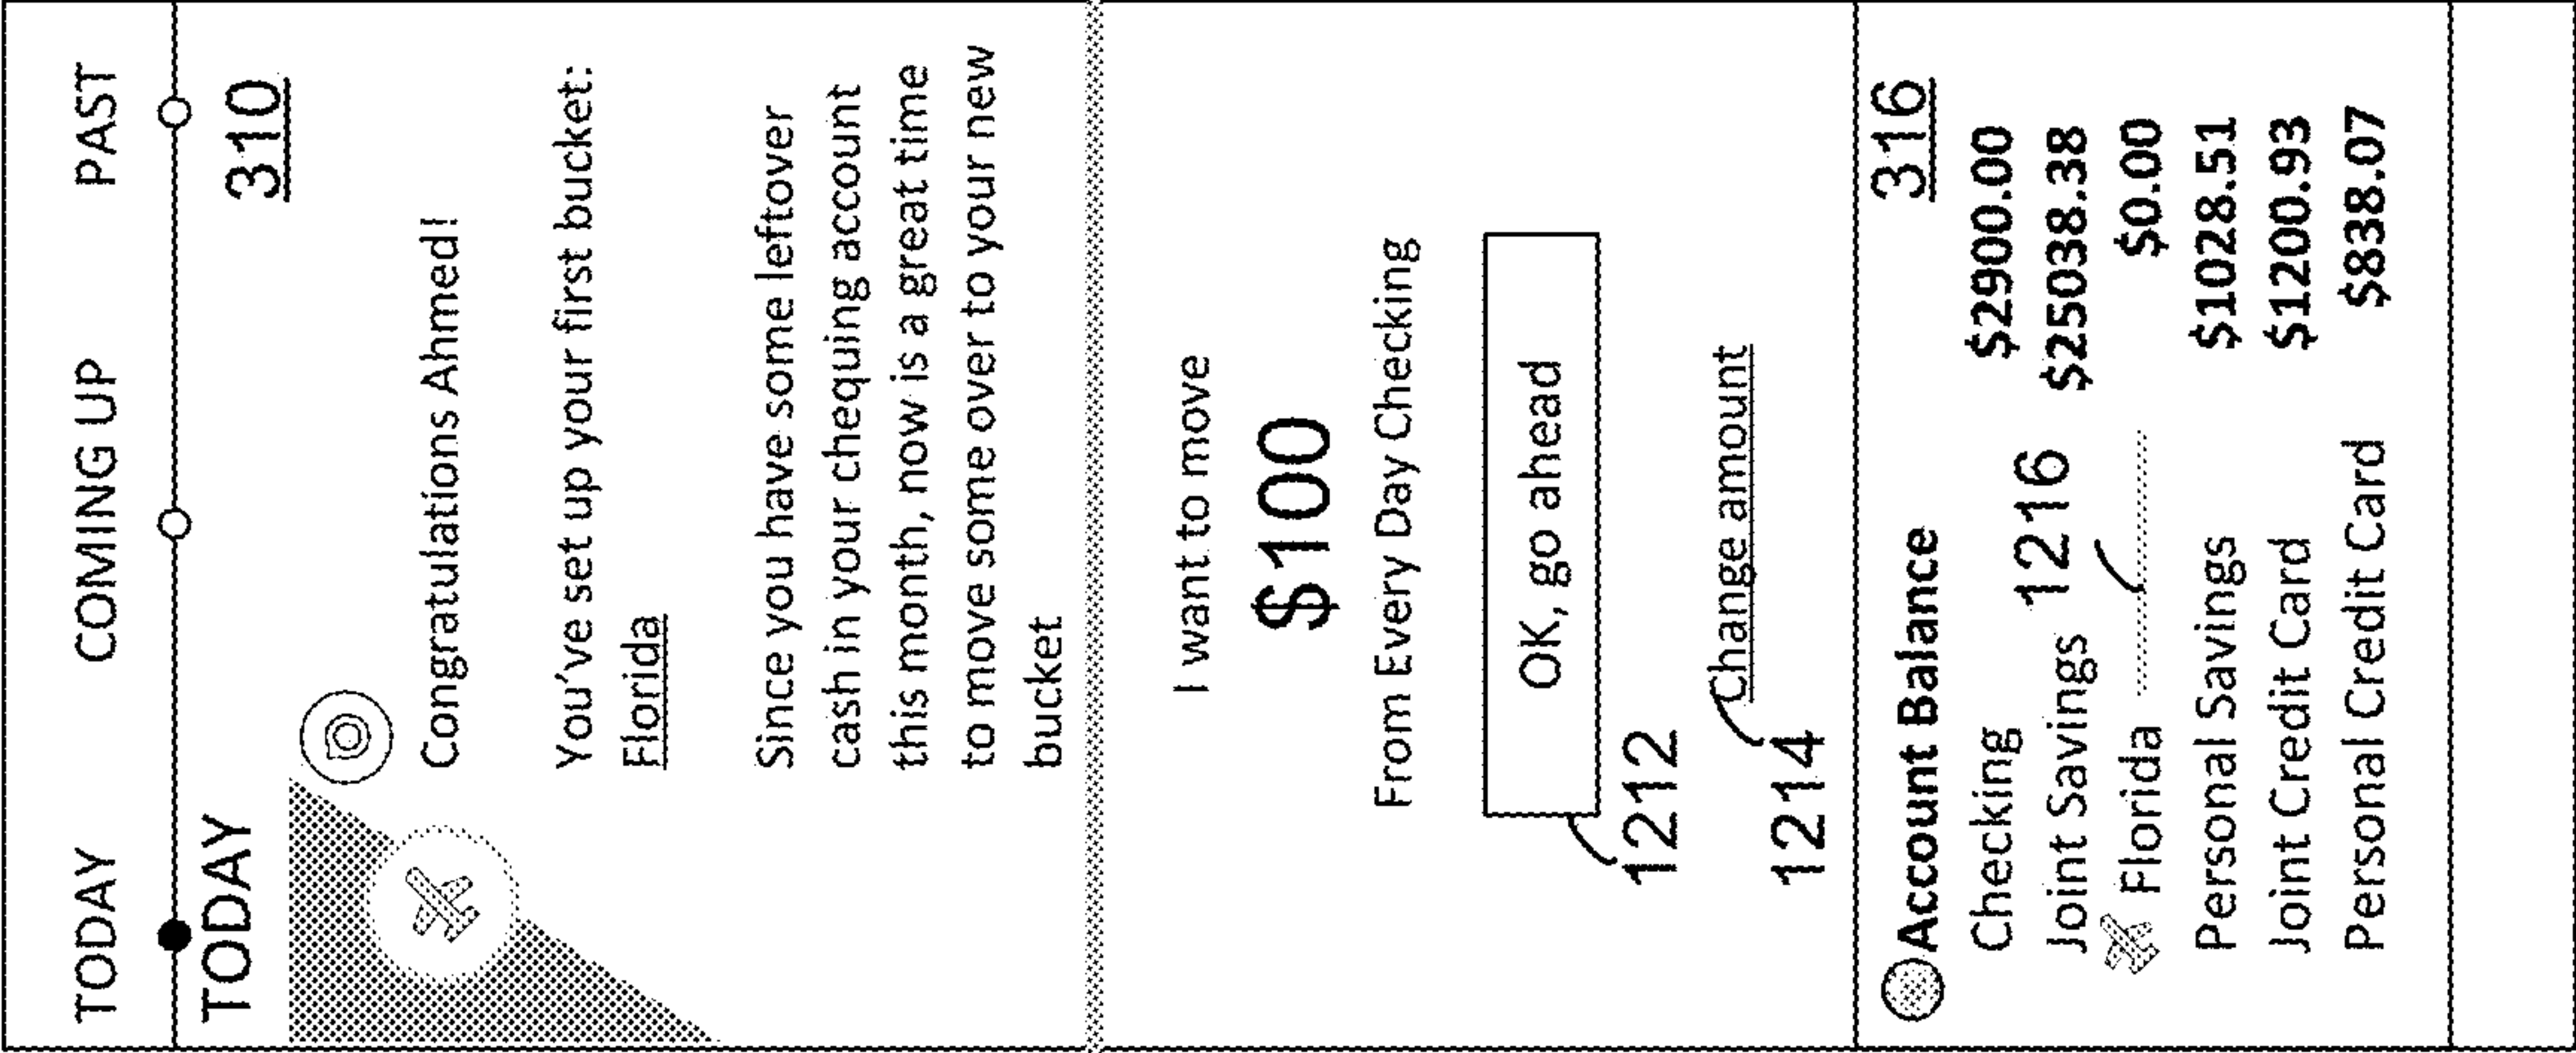 TODAY COMING UP PAST
TODAY 310
Congratulations Ahmed!
You've set up your first bucket:
Florida
Since you have some leftover
cash in your chequing account
this month, now is a great time
to move some over to your new
bucket
I want to move
$100
From Every Day Checking
OK, go ahead
1212
Change amount
1214
316
Account Balance
Checking $2900.00
1216
Joint Savings $25038.38
Florida $0.00
Personal Savings $1028.51
Joint Credit Card $1200.93
Personal Credit Card $838.07